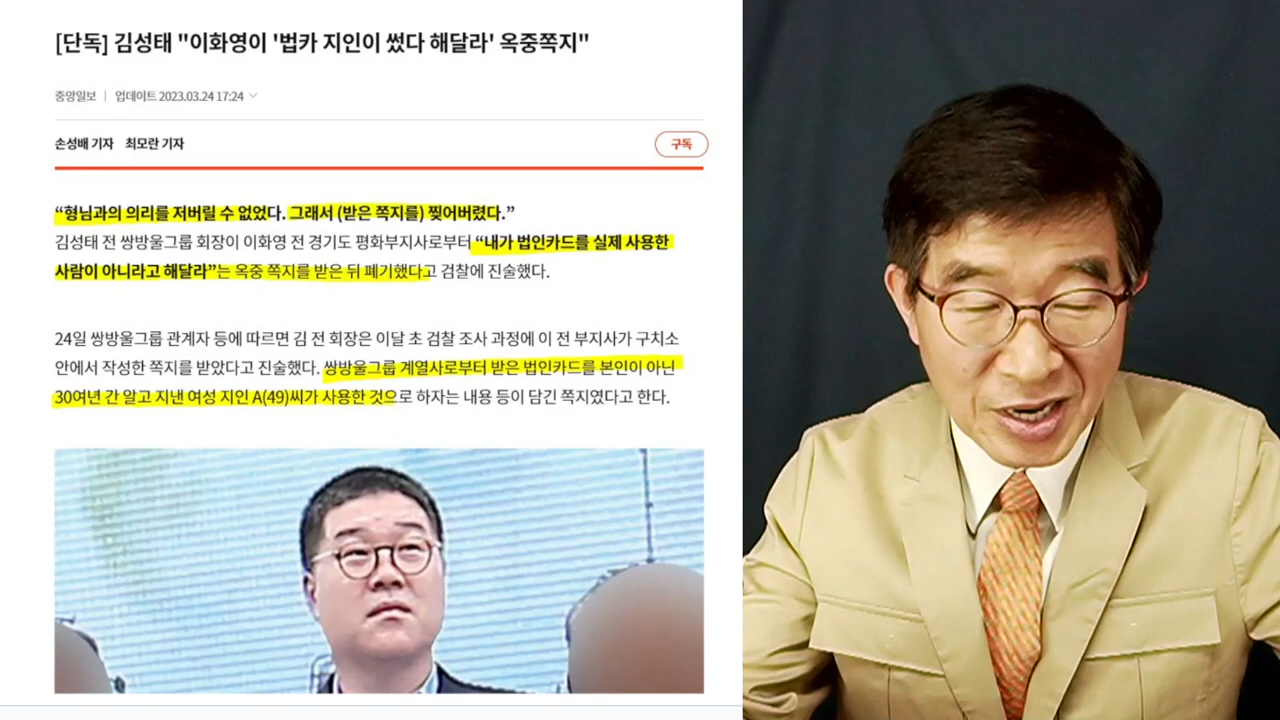 [단독] 김성태 "이화영이 '법카 지인이 썼다 해달라' 옥중쪽지"
중앙일보 | 업데이트 2023.03.24 17:24
손성배 기자 최모란 기자
구독
“형님과의 의리를 저버릴 수 없었다. 그래서 (받은 쪽지를) 찢어버렸다.”
김성태 전 쌍방울그룹 회장이 이화영 전 경기도 평화부지사로부터 “내가 법인카드를 실제 사용한
사람이 아니라고 해달라”는 옥중 쪽지를 받은 뒤 폐기했다고 검찰에 진술했다.
24일 쌍방울그룹 관계자 등에 따르면 김 전 회장은 이달 초 검찰 조사 과정에 이 전 부지사가 구치소
안에서 작성한 쪽지를 받았다고 진술했다. 쌍방울그룹 계열사로부터 받은 법인카드를 본인이 아닌
30여년 간 알고 지낸 여성 지인 A(49)씨가 사용한 것으로 하자는 내용 등이 담긴 쪽지였다고 한다.